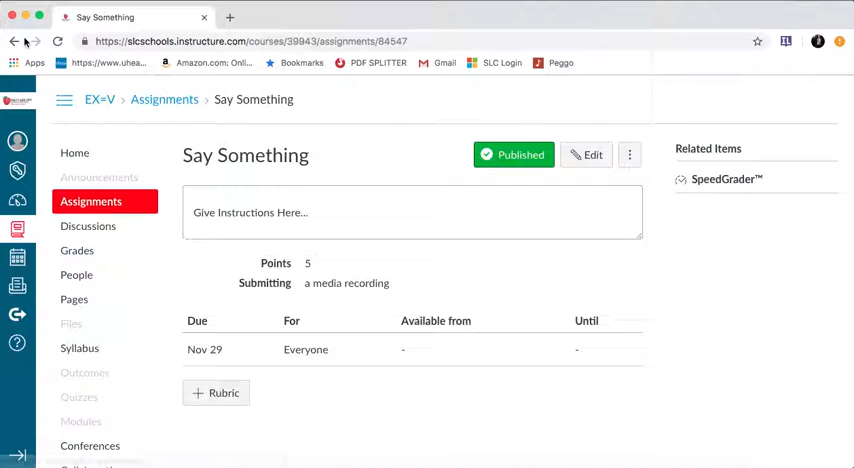 Say Something
https://slcschools.instructure.com/courses/39943/assignments/84547
Apps https://www.uhea... Amazon.com: Onli... Bookmarks PDF SPLITTER Gmail SLC Login Peggo
EX=V > Assignments > Say Something
Home
Announcements
Assignments
Discussions
Grades
People
Pages
Files
Syllabus
Outcomes
Quizzes
Modules
Conferences
Say Something
Published Edit
Give Instructions Here...
Points 5
Submitting a media recording
Due For Available from Until
Nov 29 Everyone - -
+ Rubric
Related Items
SpeedGrader™